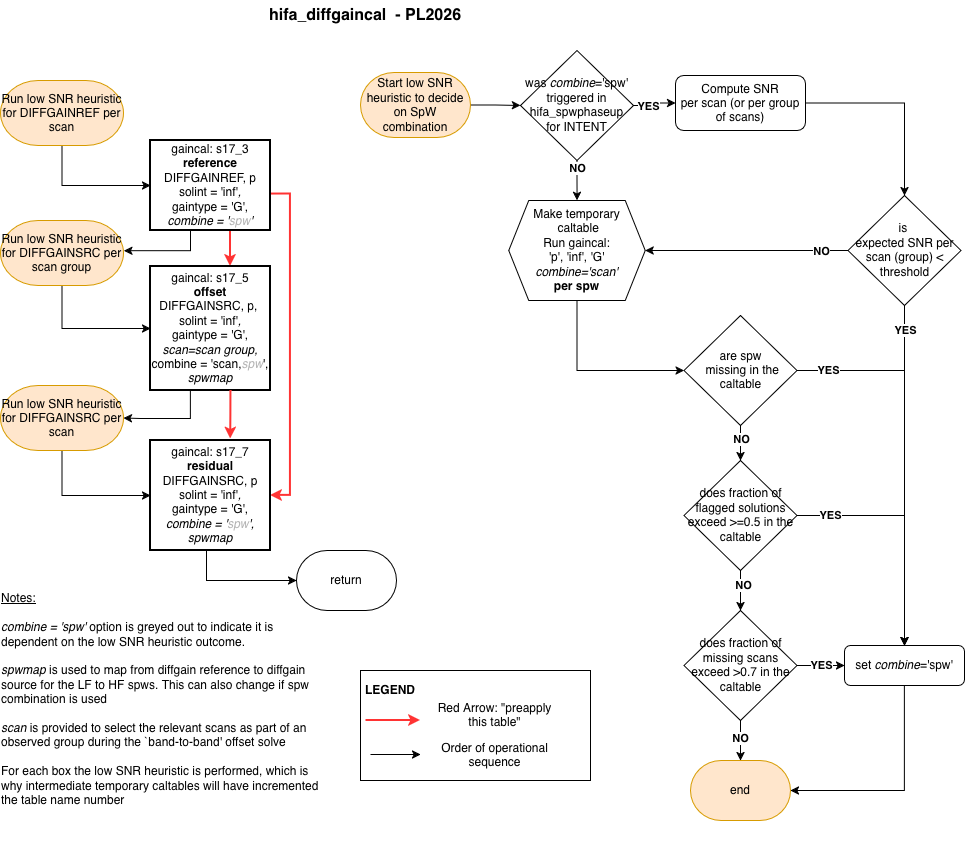 hifa_diffgaincal - PL2026
Run low SNR heuristic
for DIFFGAINREF per
scan
gaincal: s17_3
reference
DIFFGAINREF, p
solint = 'inf',
gaintype = 'G',
combine = 'spw'
Run low SNR heuristic
for DIFFGAINSRC per
scan group
gaincal: s17_5
offset
DIFFGAINSRC, p,
solint = 'inf',
gaintype = 'G',
scan=scan group,
combine = 'scan,spw',
spwmap
Run low SNR heuristic
for DIFFGAINSRC per
scan
gaincal: s17_7
residual
DIFFGAINSRC, p
solint = 'inf',
gaintype = 'G',
combine = 'spw',
spwmap
return
Notes:
combine = 'spw' option is greyed out to indicate it is
dependent on the low SNR heuristic outcome.
spwmap is used to map from diffgain reference to diffgain
source for the LF to HF spws. This can also change if spw
combination is used
scan is provided to select the relevant scans as part of an
observed group during the `band-to-band' offset solve
For each box the low SNR heuristic is performed, which is
why intermediate temporary caltables will have incremented
the table name number
Start low SNR
heuristic to decide
on SpW
combination
was combine='spw'
triggered in
hifa_spwphaseup
for INTENT
YES
Compute SNR
per scan (or per group
of scans)
NO
Make temporary
caltable
Run gaincal:
'p', 'inf', 'G'
combine='scan'
per spw
NO
is
expected SNR per
scan (group) <
threshold
YES
are spw
missing in the
caltable
YES
NO
does fraction of
flagged solutions
exceed >=0.5 in the
caltable
YES
NO
does fraction of
missing scans
exceed >0.7 in the
caltable
YES
set combine='spw'
NO
end
LEGEND
Red Arrow: "preapply
this table"
Order of operational
sequence